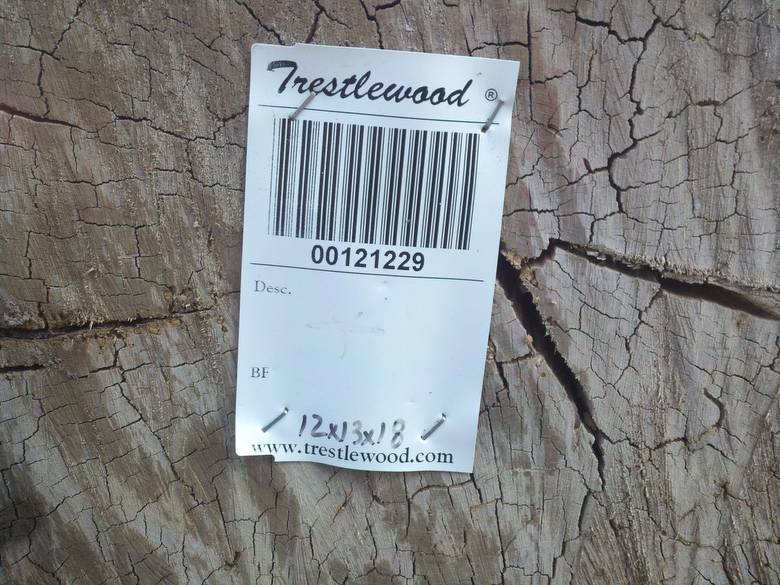 Trestlewood ®
00121229
Desc.
BF
12x13x18
www.trestlewood.com